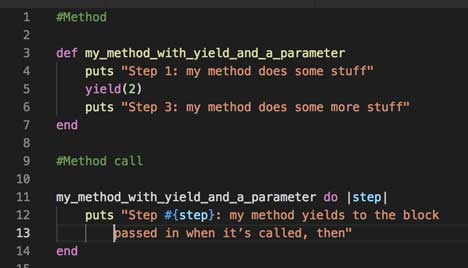 1 #Method
2
3 def my_method_with_yield_and_a_parameter
4 puts "Step 1: my method does some stuff"
5 yield(2)
6 puts "Step 3: my method does some more stuff"
7 end
8
9 #Method call
10
11 my_method_with_yield_and_a_parameter do |step|
12 puts "Step #{step}: my method yields to the block
13 passed in when it’s called, then"
14 end
15